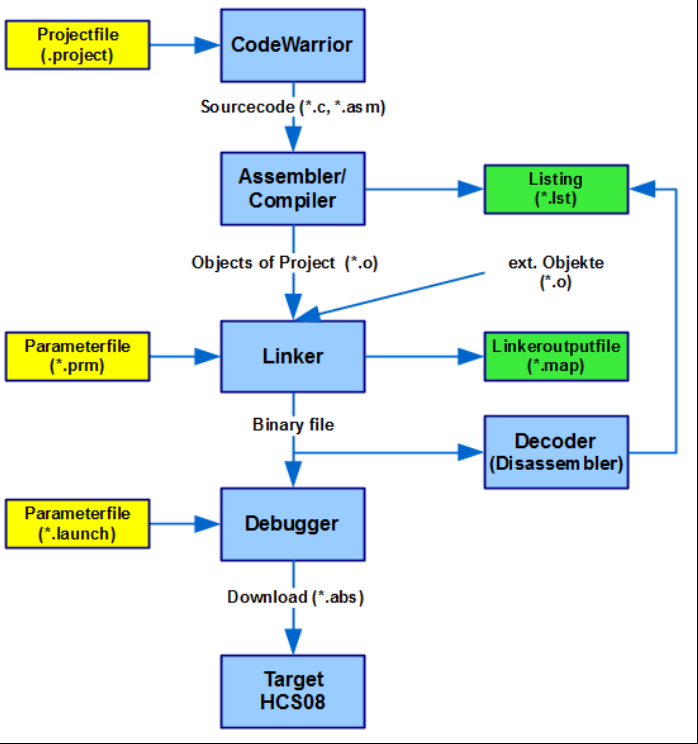 Projectfile
(.project)
CodeWarrior
Sourcecode (*.c, *.asm)
Assembler/
Compiler
Listing
(*.lst)
Objects of Project (*.o)
ext. Objekte
(*.o)
Parameterfile
(*.prm)
Linker
Linkeroutputfile
(*.map)
Binary file
Decoder
(Disassembler)
Parameterfile
(*.launch)
Debugger
Download (*.abs)
Target
HCS08